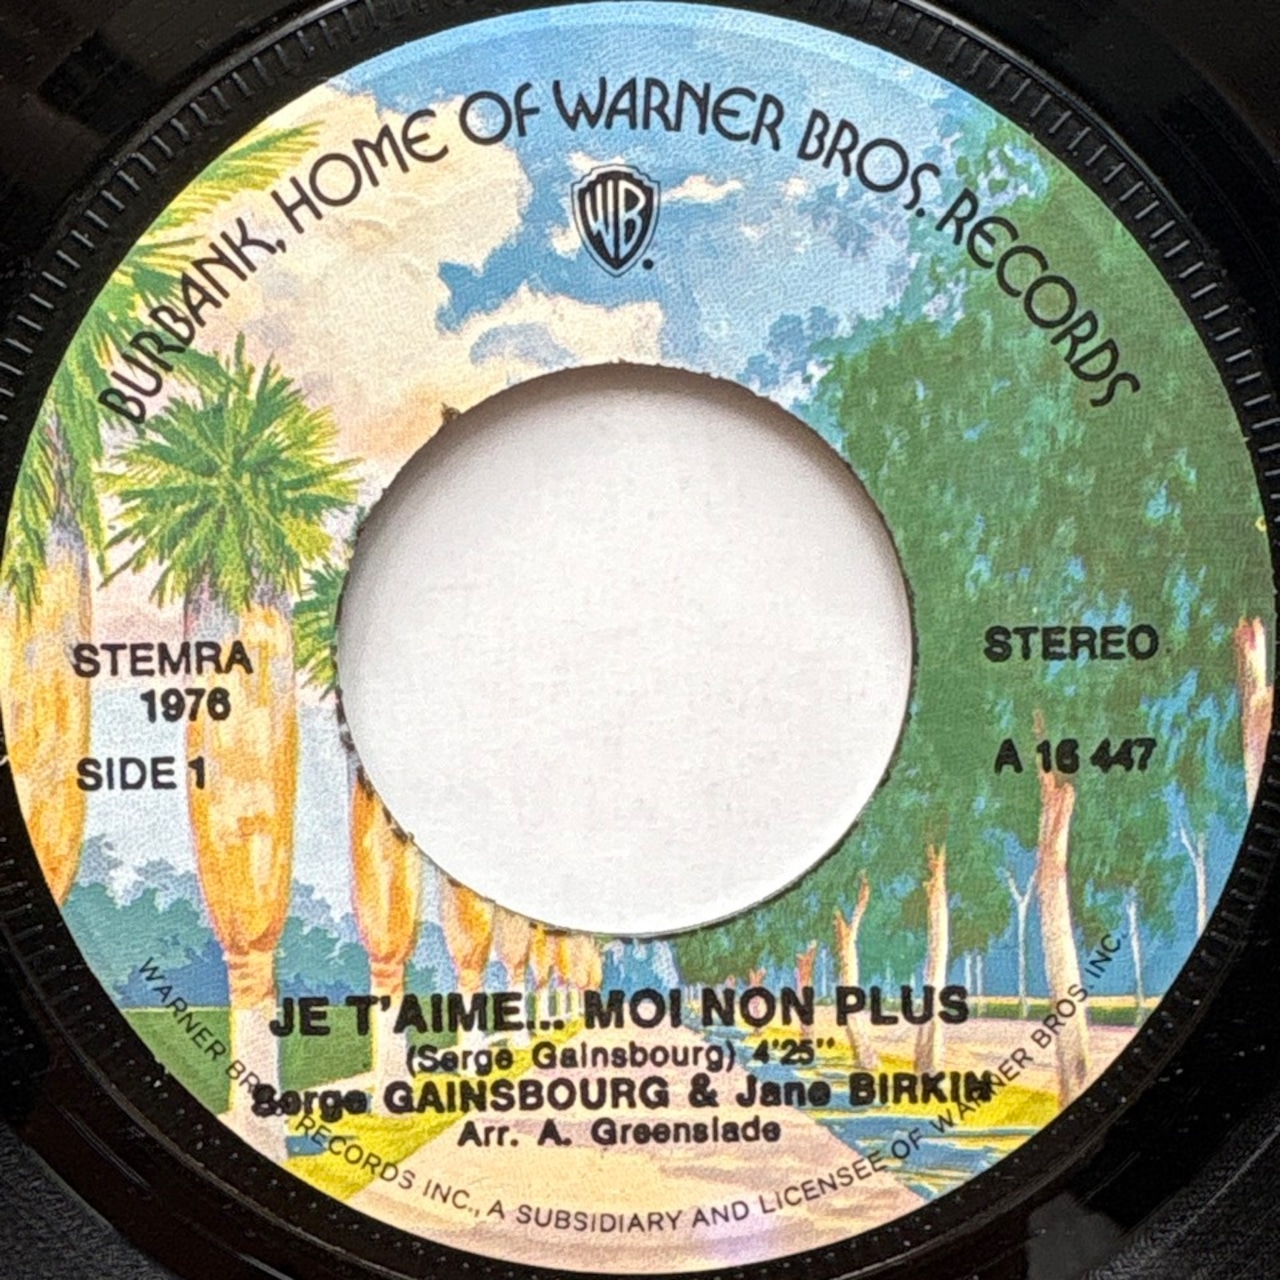 BURBANK, HOME OF WARNER BROS. RECORDS
WB
STEMRA
1976
SIDE 1
STEREO
A 16 447
JE T'AIME... MOI NON PLUS
(Serge Gainsbourg) 4'25"
Serge GAINSBOURG & Jane BIRKIN
Arr. A. Greenslade
WARNER BROS. RECORDS INC., A SUBSIDIARY AND LICENSEE OF WARNER BROS. INC.